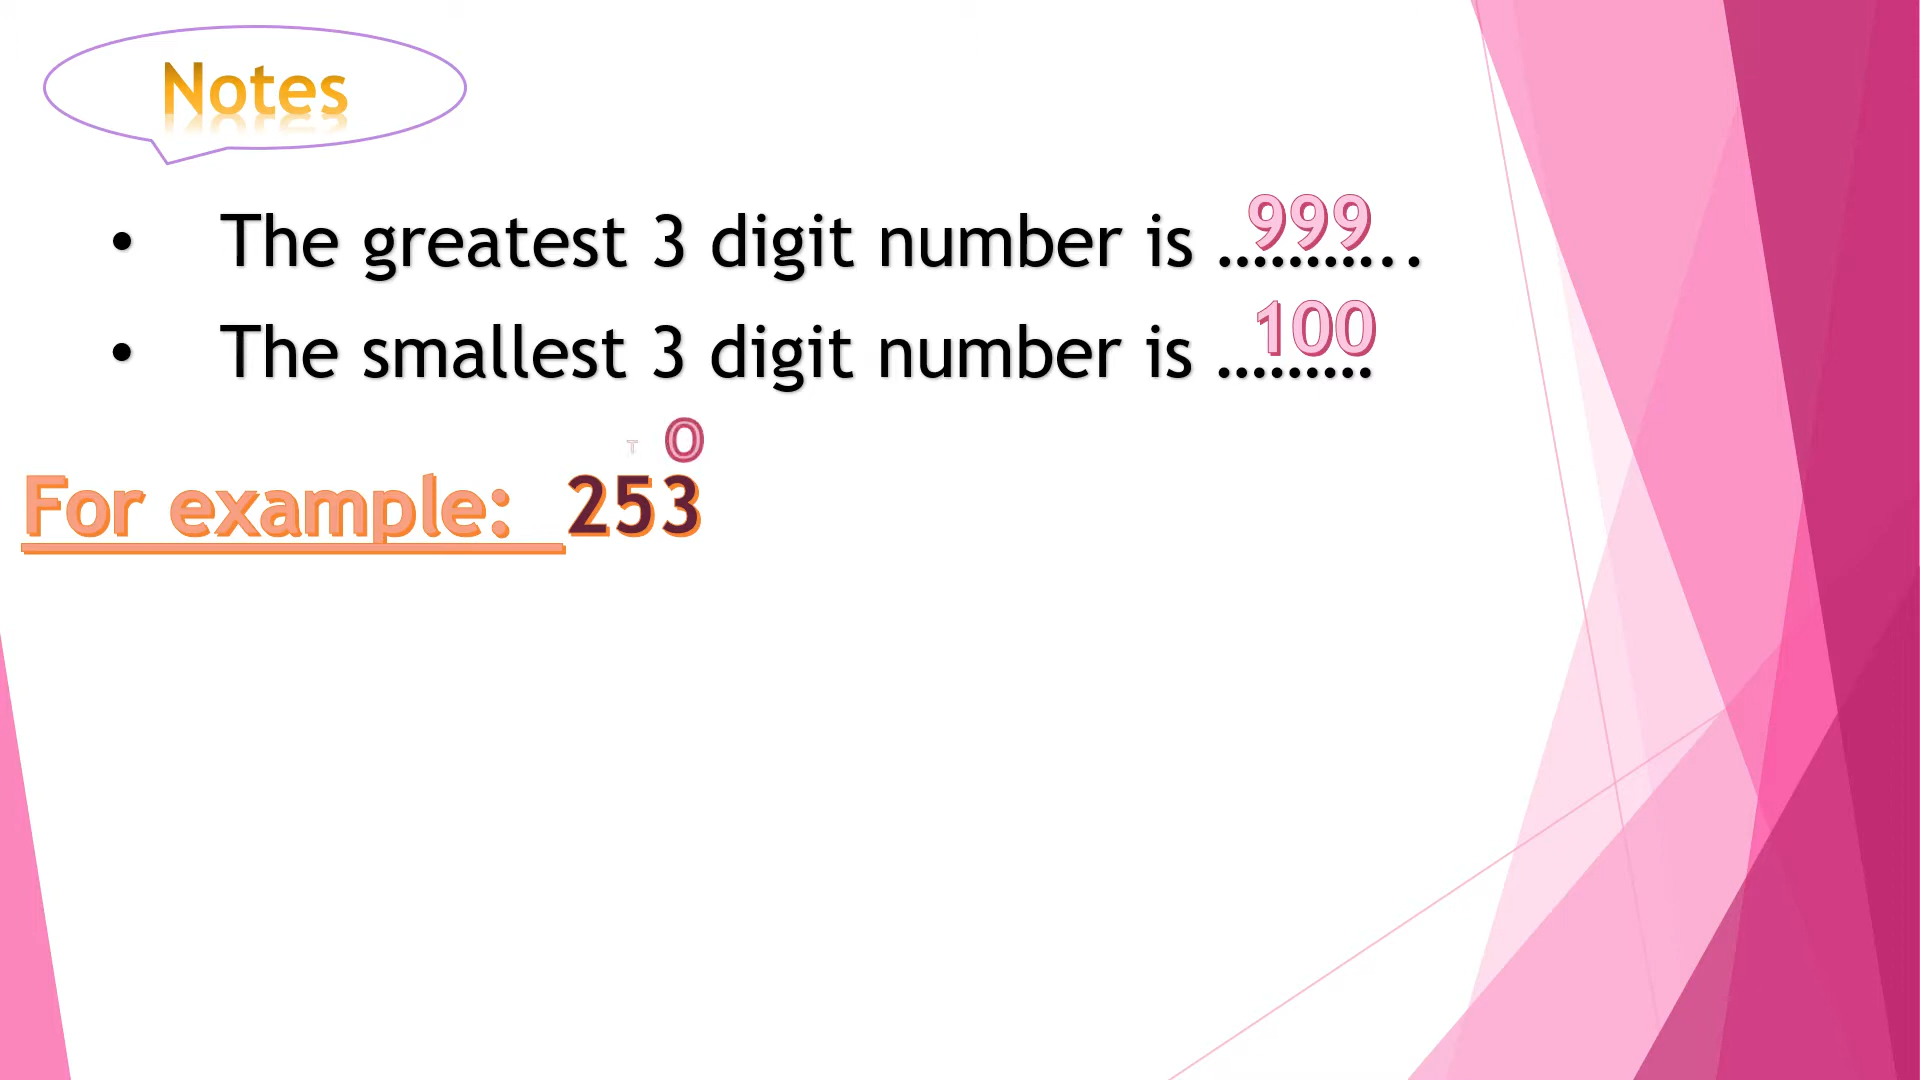 Notes
• The greatest 3 digit number is ……….. 999
• The smallest 3 digit number is ……… 100
T O
For example: 253